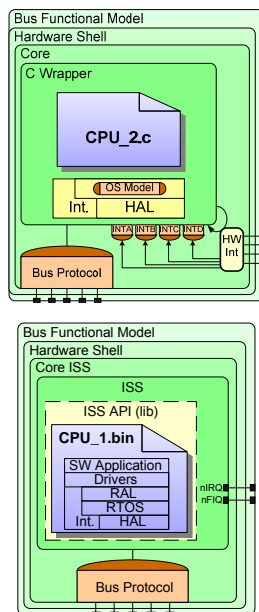 Bus Functional Model
Hardware Shell
Core
C Wrapper
CPU_2.c
OS Model
Int. HAL
INTA INTB INTC INTD
HW
Int
Bus Protocol
Bus Functional Model
Hardware Shell
Core ISS
ISS
ISS API (lib)
CPU_1.bin
SW Application
Drivers
RAL
RTOS
Int. HAL
nIRQ
nFIQ
Bus Protocol